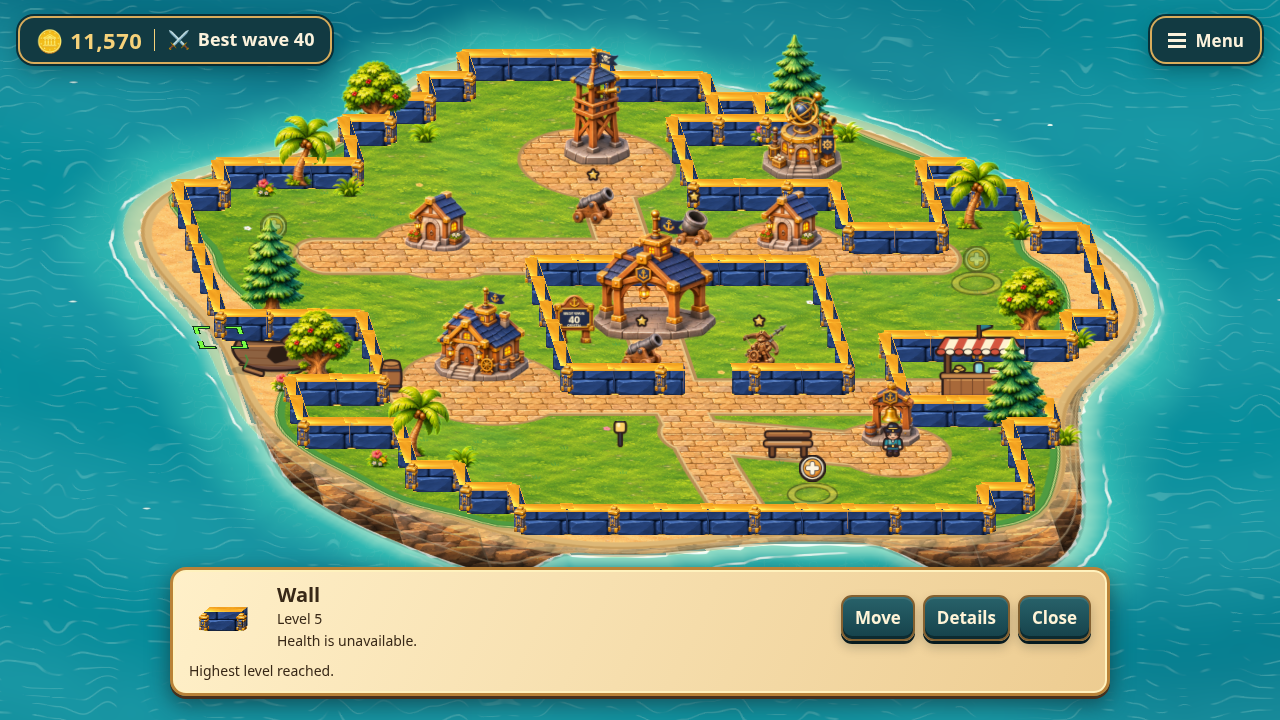 11,570
Best wave 40
Menu
40
Wall
Level 5
Health is unavailable.
Highest level reached.
Move
Details
Close